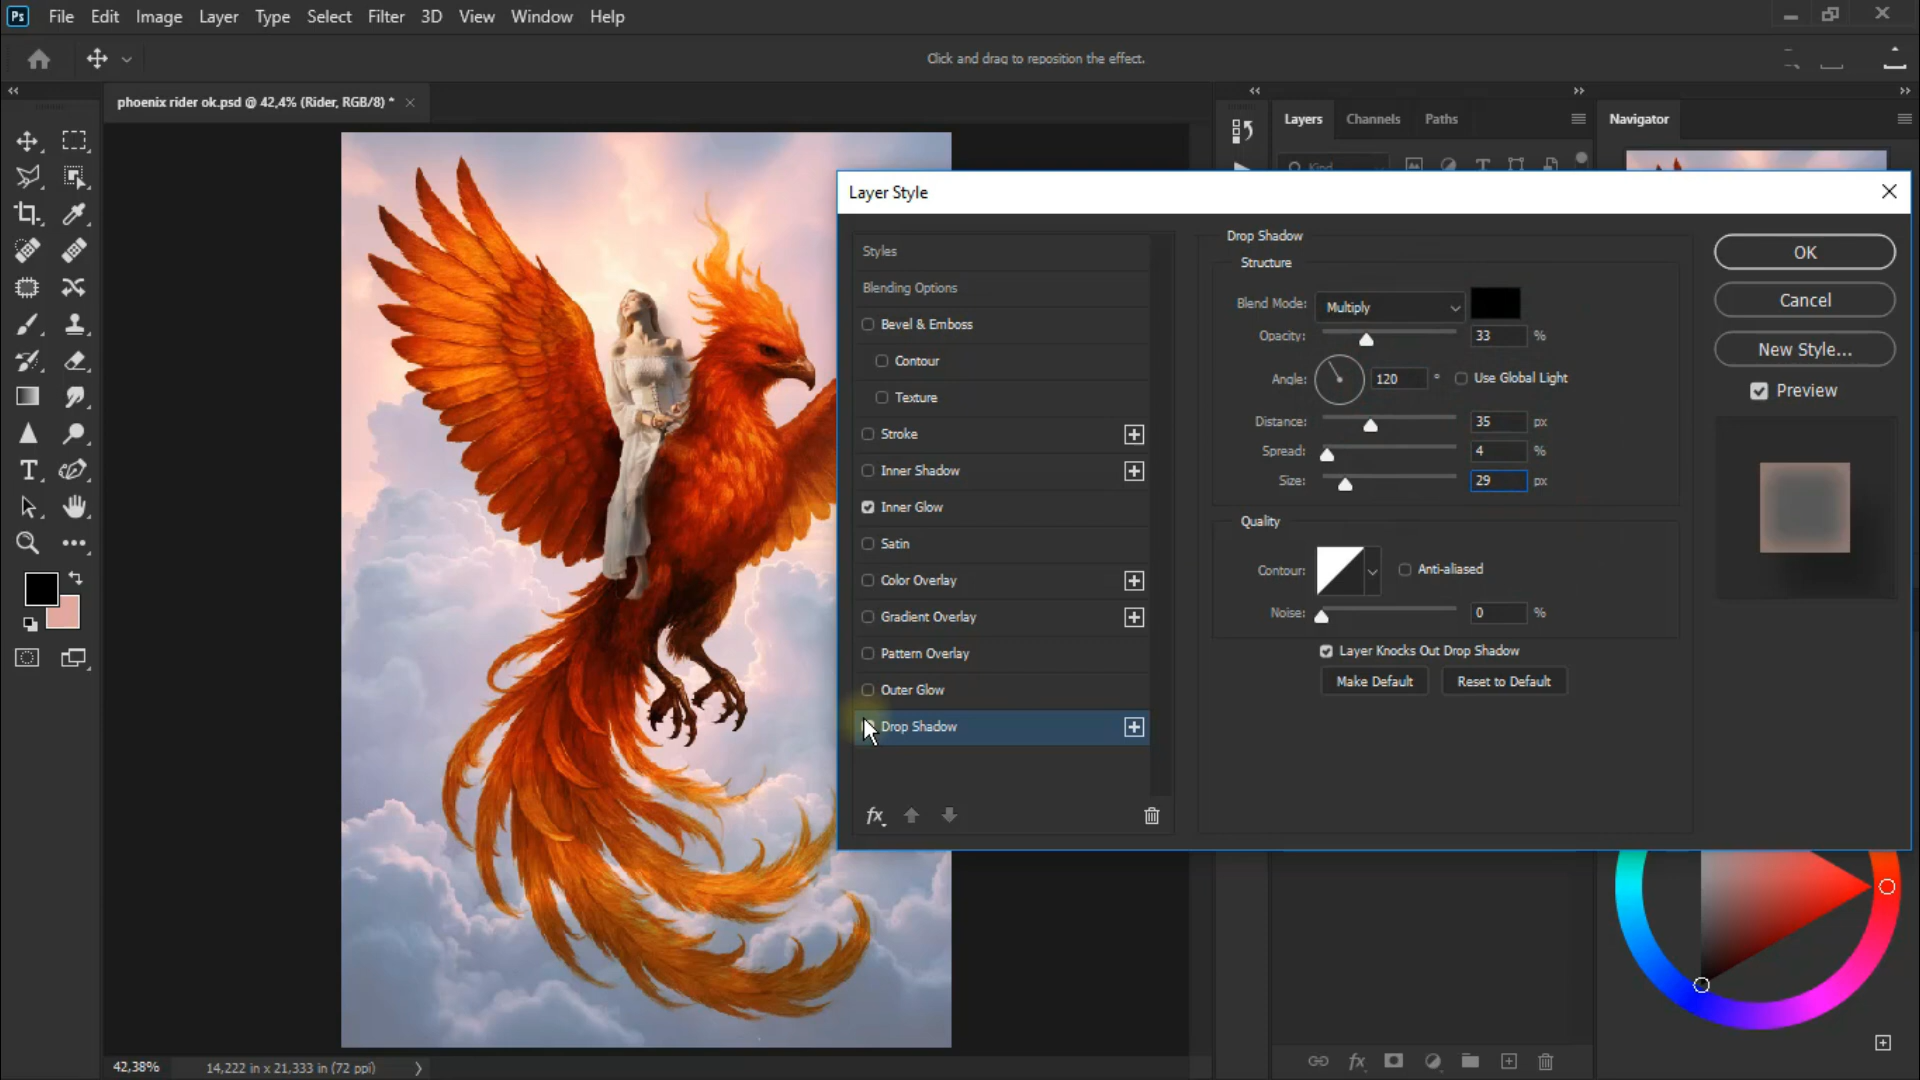 Ps File Edit Image Layer Type Select Filter 3D View Window Help
Click and drag to reposition the effect.
phoenix rider ok.psd @ 42,4% (Rider, RGB/8) *
Layers Channels Paths
Navigator
Kind
Layer Style
Styles
Blending Options
Bevel & Emboss
Contour
Texture
Stroke
Inner Shadow
Inner Glow
Satin
Color Overlay
Gradient Overlay
Pattern Overlay
Outer Glow
Drop Shadow
fx
Drop Shadow
Structure
Blend Mode: Multiply
Opacity: 33 %
Angle: 120 ° Use Global Light
Distance: 35 px
Spread: 4 %
Size: 29 px
Quality
Contour: Anti-aliased
Noise: 0 %
Layer Knocks Out Drop Shadow
Make Default Reset to Default
OK
Cancel
New Style...
Preview
42,38% 14,222 in x 21,333 in (72 ppi)
fx